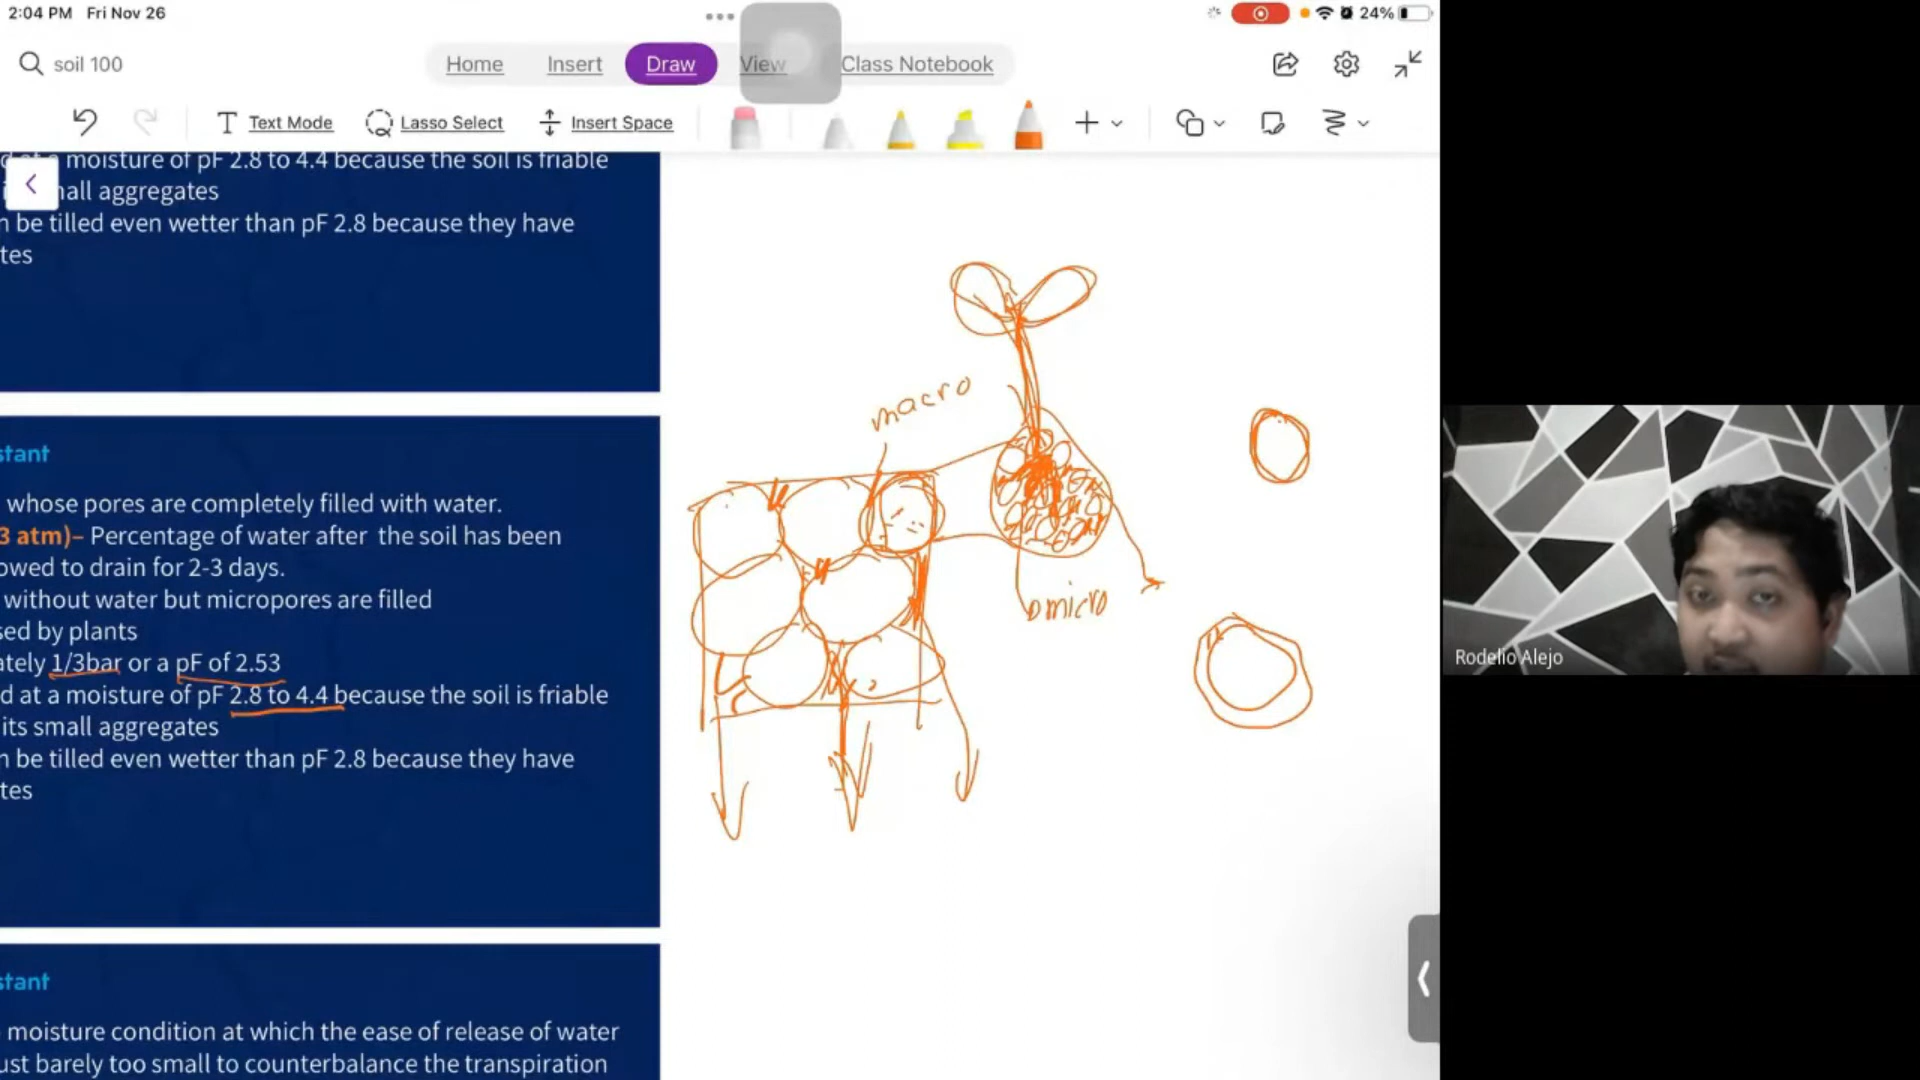 2:04 PM Fri Nov 26
24%
soil 100
Home
Insert
Draw
View
Class Notebook
Text Mode
Lasso Select
Insert Space
moisture of pF 2.8 to 4.4 because the soil is friable
mall aggregates
n be tilled even wetter than pF 2.8 because they have
tes
stant
whose pores are completely filled with water.
3 atm)– Percentage of water after the soil has been
owed to drain for 2-3 days.
without water but micropores are filled
sed by plants
ately 1/3bar or a pF of 2.53
d at a moisture of pF 2.8 to 4.4 because the soil is friable
its small aggregates
n be tilled even wetter than pF 2.8 because they have
tes
stant
moisture condition at which the ease of release of water
ust barely too small to counterbalance the transpiration
macro
micro
Rodelio Alejo